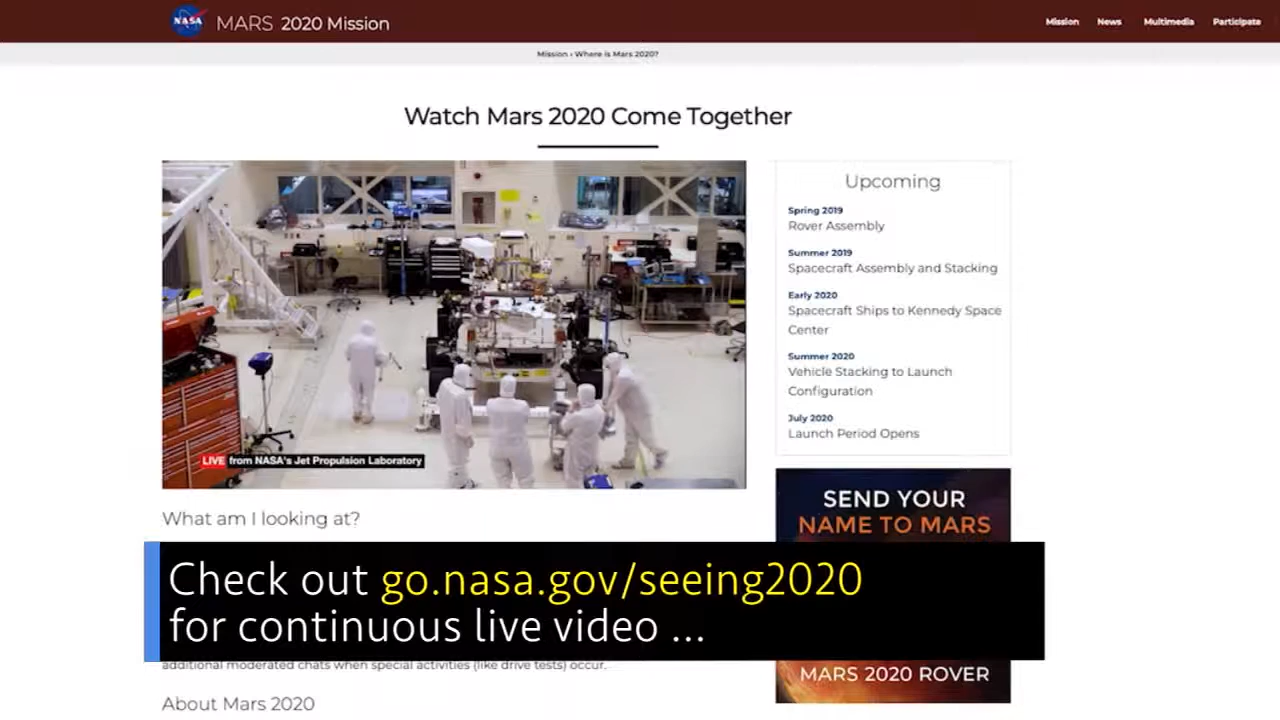 NASA
MARS 2020 Mission
Mission
News
Multimedia
Participate
Mission › Where is Mars 2020?
Watch Mars 2020 Come Together
LIVE from NASA's Jet Propulsion Laboratory
Upcoming
Spring 2019
Rover Assembly
Summer 2019
Spacecraft Assembly and Stacking
Early 2020
Spacecraft Ships to Kennedy Space
Center
Summer 2020
Vehicle Stacking to Launch
Configuration
July 2020
Launch Period Opens
SEND YOUR
NAME TO MARS
What am I looking at?
Check out go.nasa.gov/seeing2020
for continuous live video ...
additional moderated chats when special activities (like drive tests) occur.
MARS 2020 ROVER
About Mars 2020